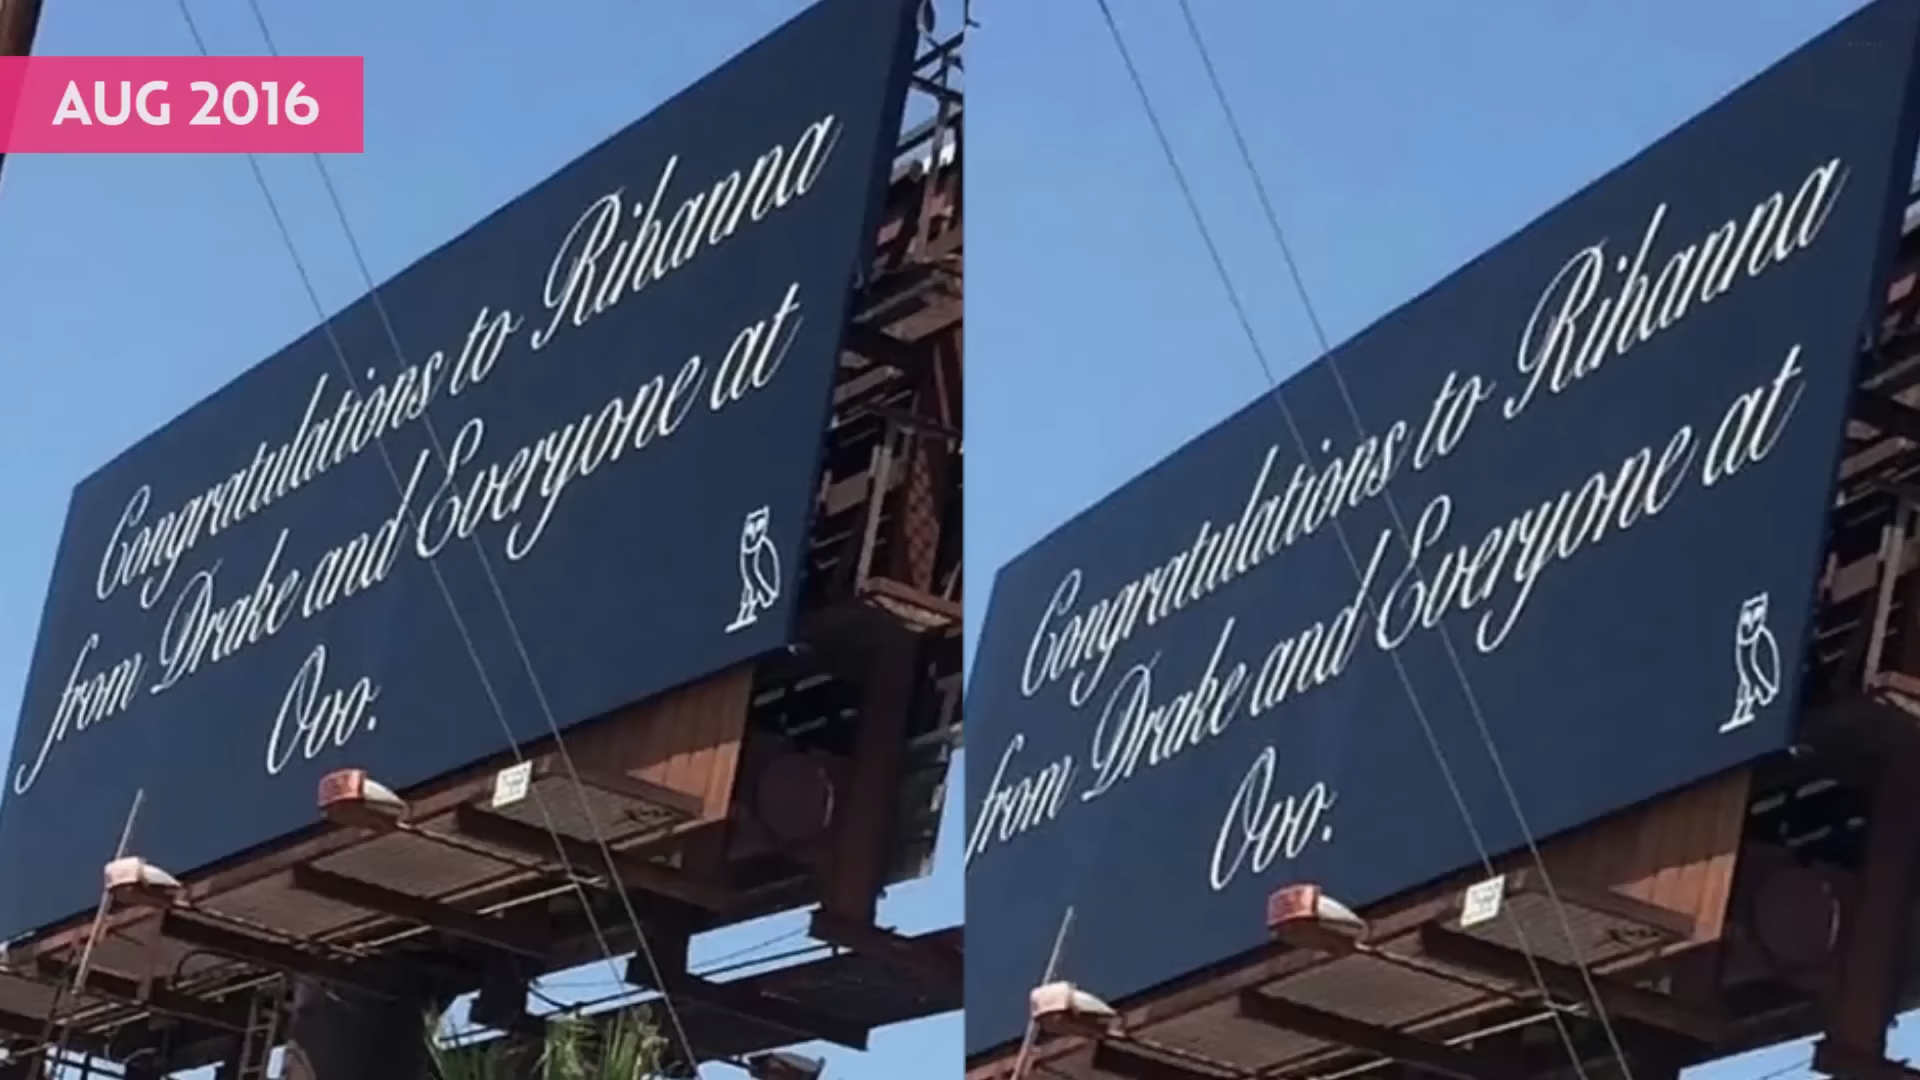 AUG 2016
Congratulations to Rihanna
from Drake and Everyone at
Ovo.
Congratulations to Rihanna
from Drake and Everyone at
Ovo.